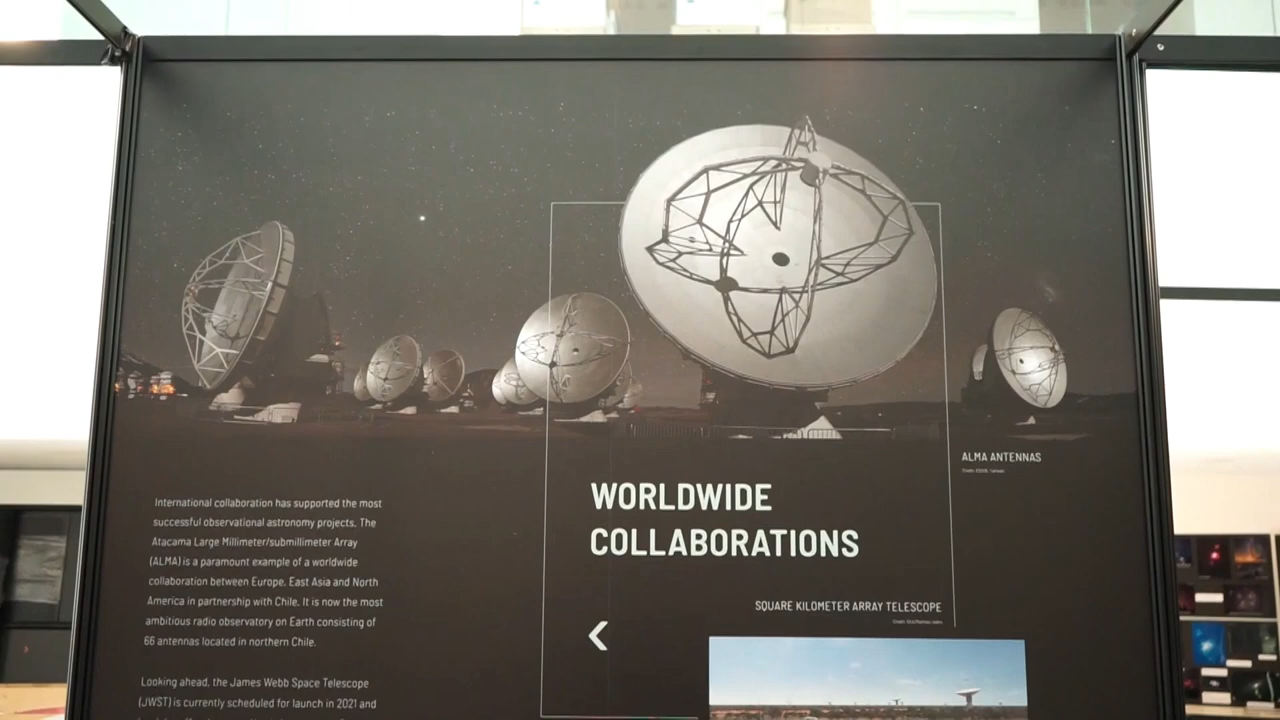 ALMA ANTENNAS
WORLDWIDE
COLLABORATIONS
International collaboration has supported the most
successful observational astronomy projects. The
Atacama Large Millimeter/submillimeter Array
(ALMA) is a paramount example of a worldwide
collaboration between Europe, East Asia and North
America in partnership with Chile. It is now the most
ambitious radio observatory on Earth consisting of
66 antennas located in northern Chile.
Looking ahead, the James Webb Space Telescope
(JWST) is currently scheduled for launch in 2021 and
SQUARE KILOMETER ARRAY TELESCOPE